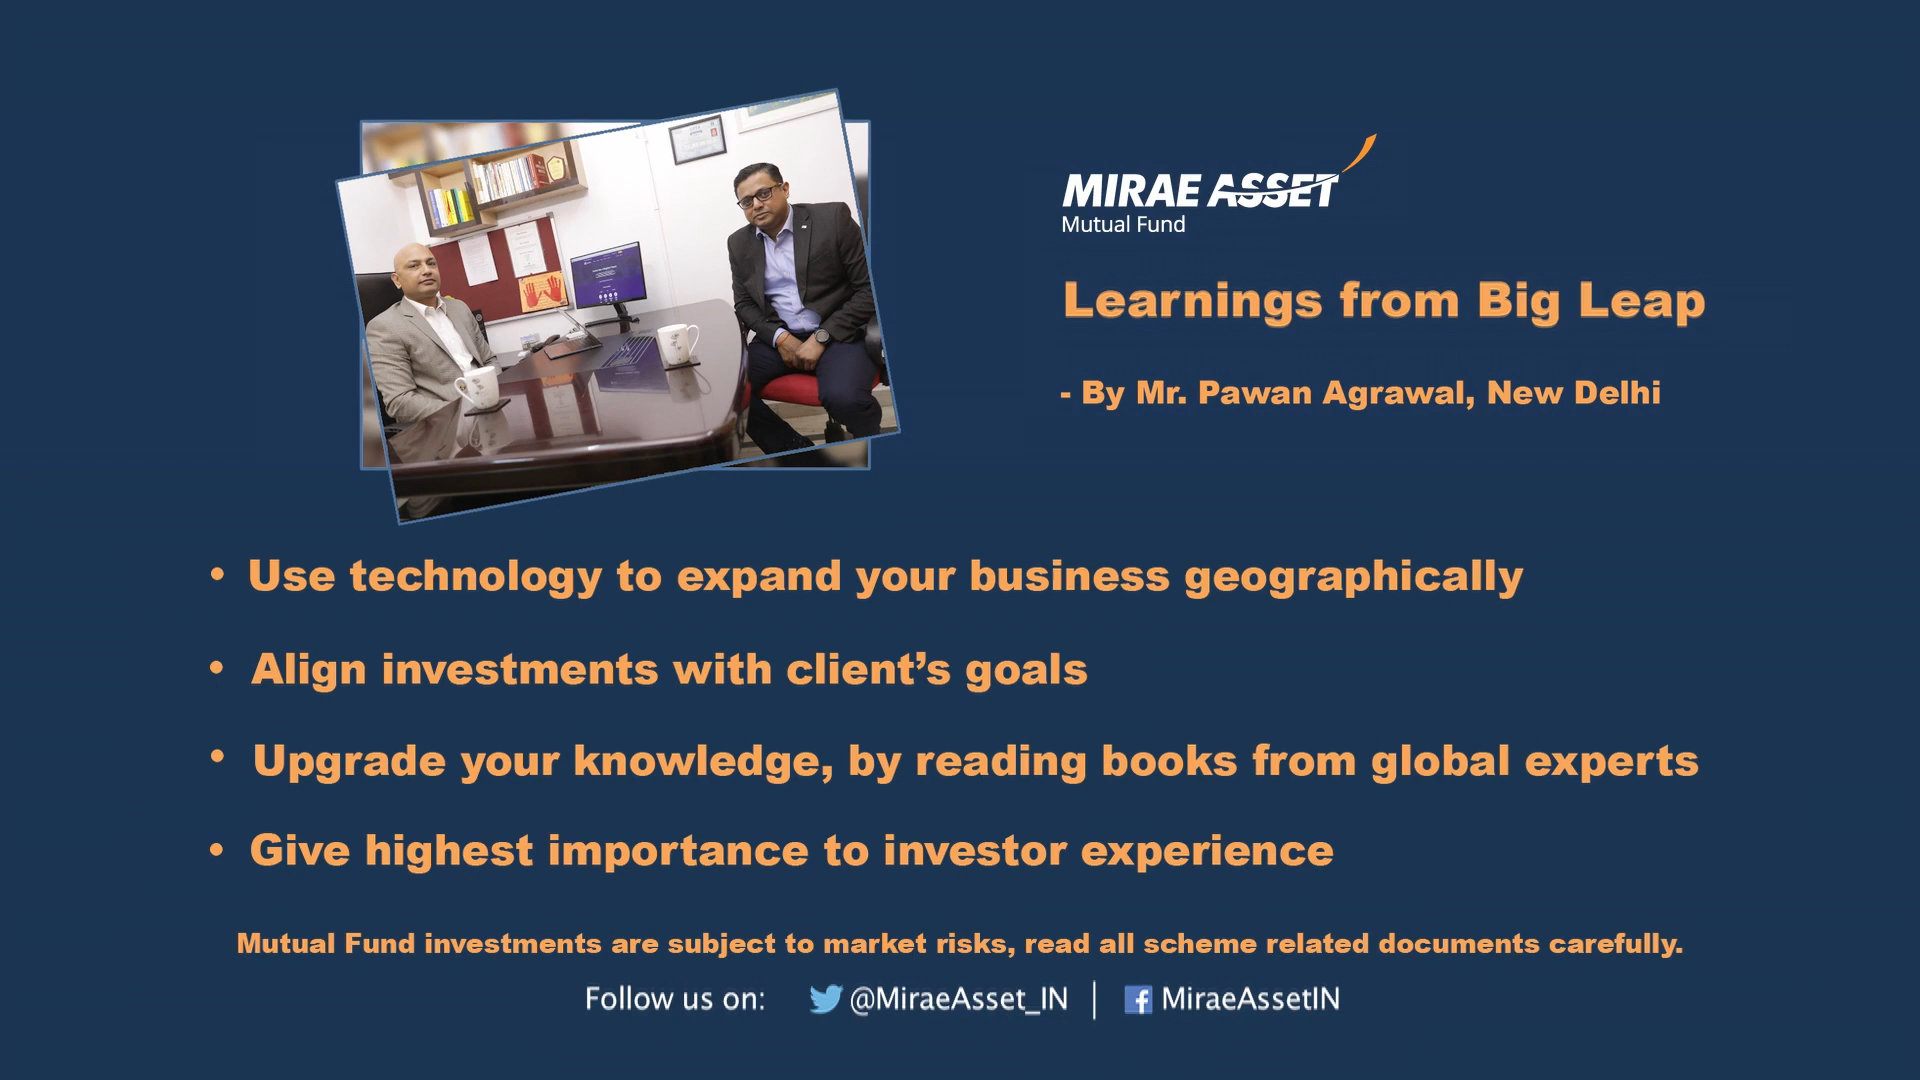 MIRAE ASSET
Mutual Fund
Learnings from Big Leap
- By Mr. Pawan Agrawal, New Delhi
• Use technology to expand your business geographically
• Align investments with client’s goals
• Upgrade your knowledge, by reading books from global experts
• Give highest importance to investor experience
Mutual Fund investments are subject to market risks, read all scheme related documents carefully.
Follow us on: @MiraeAsset_IN | MiraeAssetIN